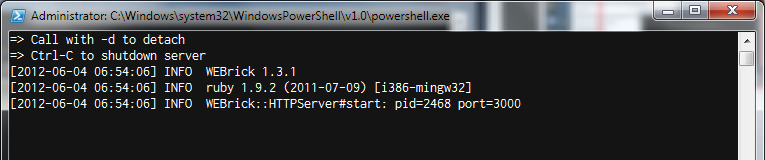 Administrator: C:\Windows\system32\WindowsPowerShell\v1.0\powershell.exe
=> Call with -d to detach
=> Ctrl-C to shutdown server
[2012-06-04 06:54:06] INFO  WEBrick 1.3.1
[2012-06-04 06:54:06] INFO  ruby 1.9.2 (2011-07-09) [i386-mingw32]
[2012-06-04 06:54:06] INFO  WEBrick::HTTPServer#start: pid=2468 port=3000